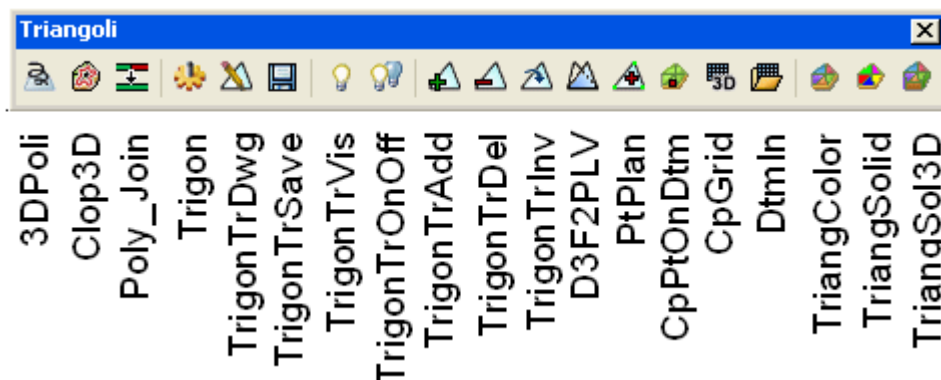 Triangoli
3D
3DPoli
Clop3D
Poly_Join
Trigon
TrigonTrDwg
TrigonTrSave
TrigonTrVis
TrigonTrOnOff
TrigonTrAdd
TrigonTrDel
TrigonTrInv
D3F2PLV
PtPlan
CpPtOnDtm
CpGrid
DtmIn
TriangColor
TriangSolid
TriangSol3D